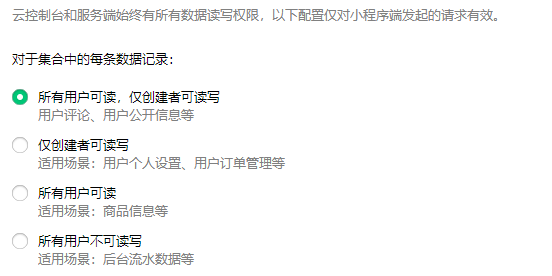 云控制台和服务端始终有所有数据读写权限，以下配置仅对小程序端发起的请求有效。
对于集合中的每条数据记录：
所有用户可读，仅创建者可读写
用户评论、用户公开信息等
仅创建者可读写
适用场景：用户个人设置、用户订单管理等
所有用户可读
适用场景：商品信息等
所有用户不可读写
适用场景：后台流水数据等